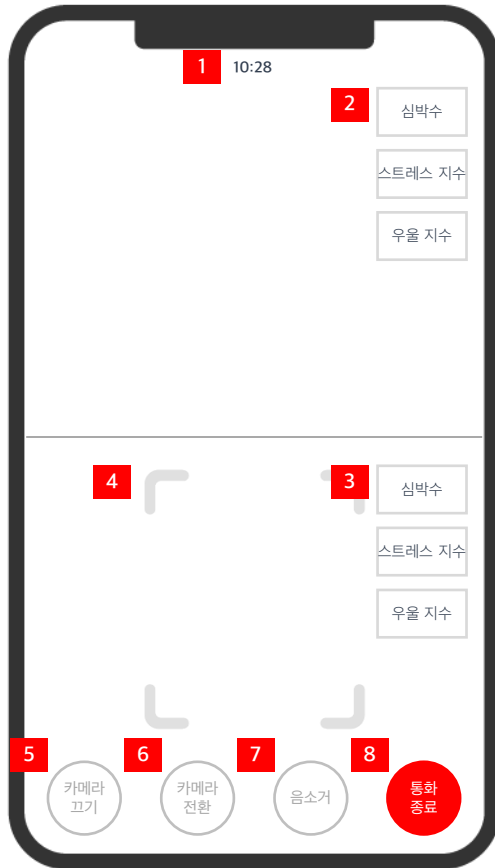 1 10:28
2 심박수
스트레스 지수
우울 지수
4
3 심박수
스트레스 지수
우울 지수
5 카메라
끄기
6 카메라
전환
7 음소거
8 통화
종료